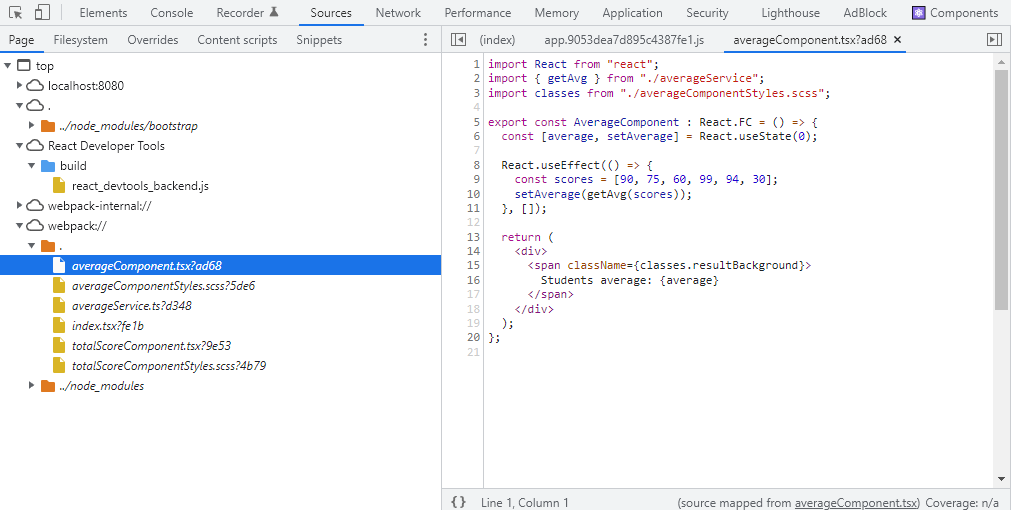 Elements Console Recorder Sources Network Performance Memory Application Security Lighthouse AdBlock Components
Page Filesystem Overrides Content scripts Snippets
(index) app.9053dea7d895c4387fe1.js averageComponent.tsx?ad68 ×
top
localhost:8080
.
../node_modules/bootstrap
React Developer Tools
build
react_devtools_backend.js
webpack-internal://
webpack://
.
averageComponent.tsx?ad68
averageComponentStyles.scss?5de6
averageService.ts?d348
index.tsx?fe1b
totalScoreComponent.tsx?9e53
totalScoreComponentStyles.scss?4b79
../node_modules
1 import React from "react";
2 import { getAvg } from "./averageService";
3 import classes from "./averageComponentStyles.scss";
4
5 export const AverageComponent : React.FC = () => {
6 const [average, setAverage] = React.useState(0);
7
8 React.useEffect(() => {
9 const scores = [90, 75, 60, 99, 94, 30];
10 setAverage(getAvg(scores));
11 }, []);
12
13 return (
14 <div>
15 <span className={classes.resultBackground}>
16 Students average: {average}
17 </span>
18 </div>
19 );
20 };
21
{} Line 1, Column 1 (source mapped from averageComponent.tsx) Coverage: n/a